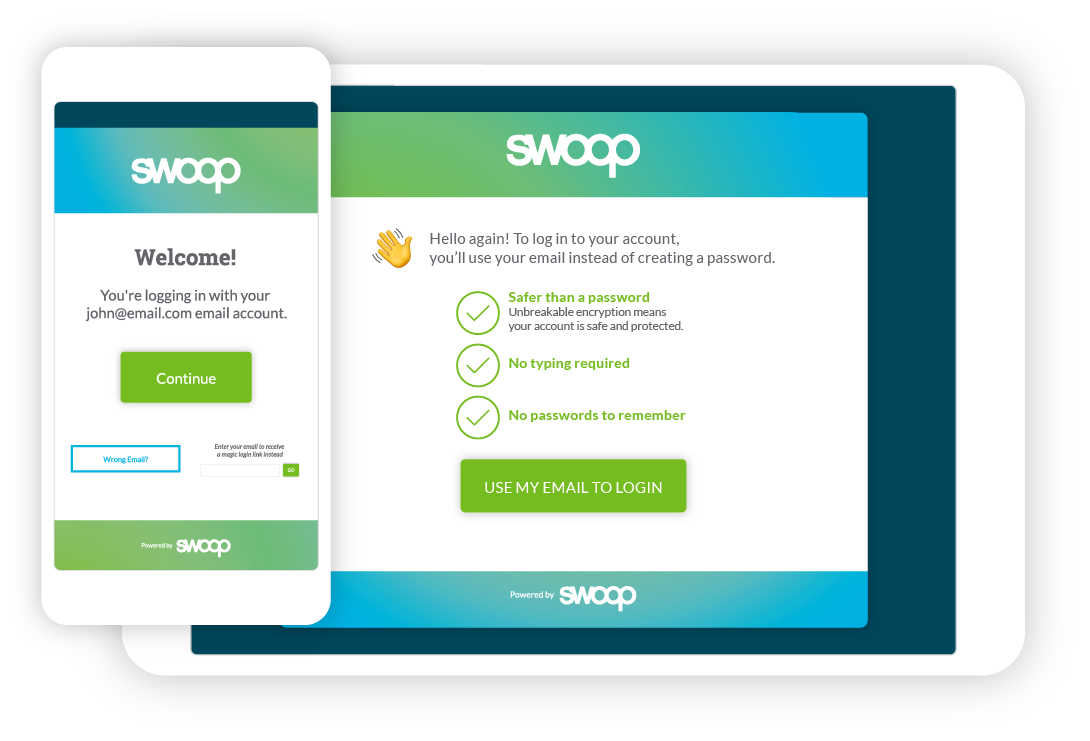 swoop
Welcome!
You're logging in with your
john@email.com email account.
Continue
Wrong Email?
Enter your email to receive
a magic login link instead
GO
Powered by swoop
swoop
Hello again! To log in to your account,
you'll use your email instead of creating a password.
Safer than a password
Unbreakable encryption means
your account is safe and protected.
No typing required
No passwords to remember
USE MY EMAIL TO LOGIN
Powered by swoop